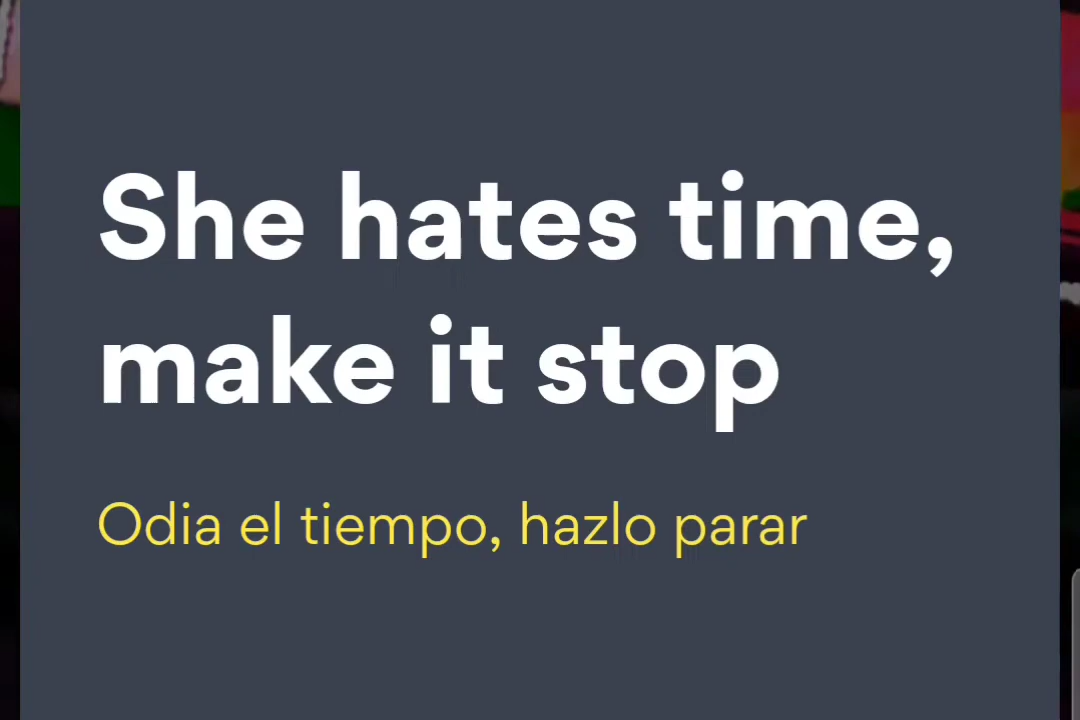 She hates time,
make it stop
Odia el tiempo, hazlo parar